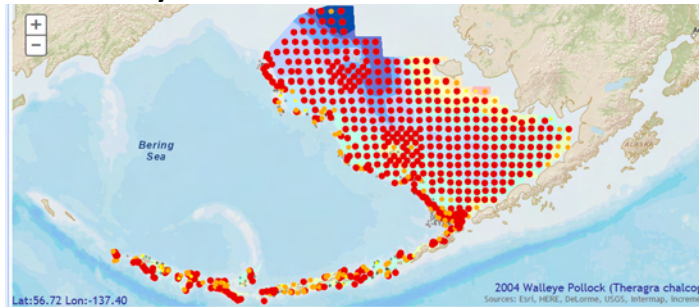 +
−
Bering
Sea
ALASKA
Lat:56.72 Lon:-137.40
2004 Walleye Pollock (Theragra chalcog
Sources: Esri, HERE, DeLorme, USGS, Intermap, Increm